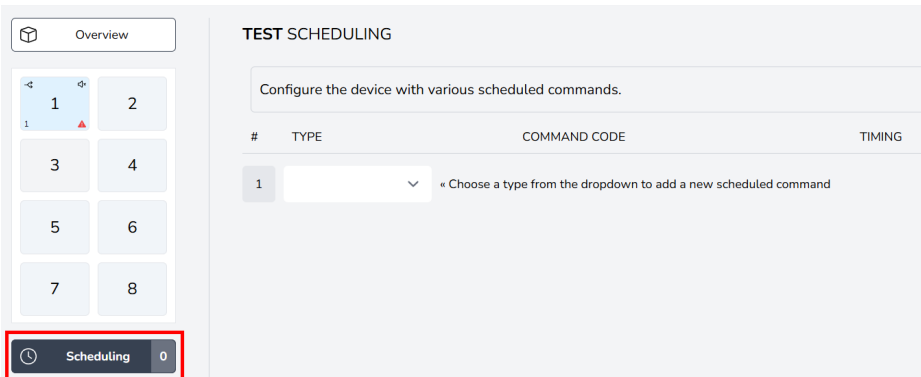 Overview
1
1
2
3
4
5
6
7
8
Scheduling 0
TEST SCHEDULING
Configure the device with various scheduled commands.
# TYPE COMMAND CODE TIMING
1 « Choose a type from the dropdown to add a new scheduled command